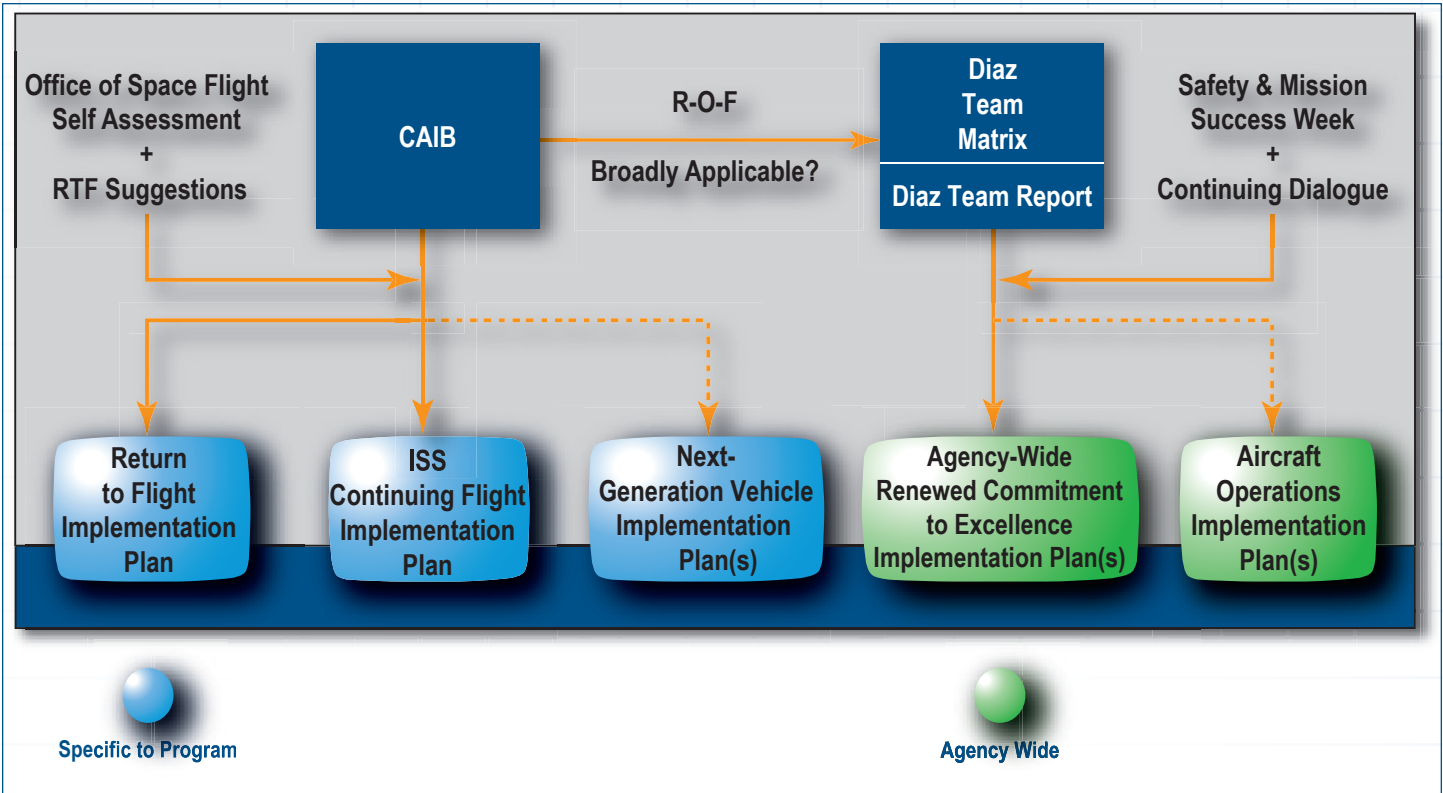 Office of Space Flight
Self Assessment
+
RTF Suggestions
CAIB
R-O-F
Broadly Applicable?
Diaz
Team
Matrix
Diaz Team Report
Safety & Mission
Success Week
+
Continuing Dialogue
Return
to Flight
Implementation
Plan
ISS
Continuing Flight
Implementation
Plan
Next-
Generation Vehicle
Implementation
Plan(s)
Agency-Wide
Renewed Commitment
to Excellence
Implementation Plan(s)
Aircraft
Operations
Implementation
Plan(s)
Specific to Program
Agency Wide